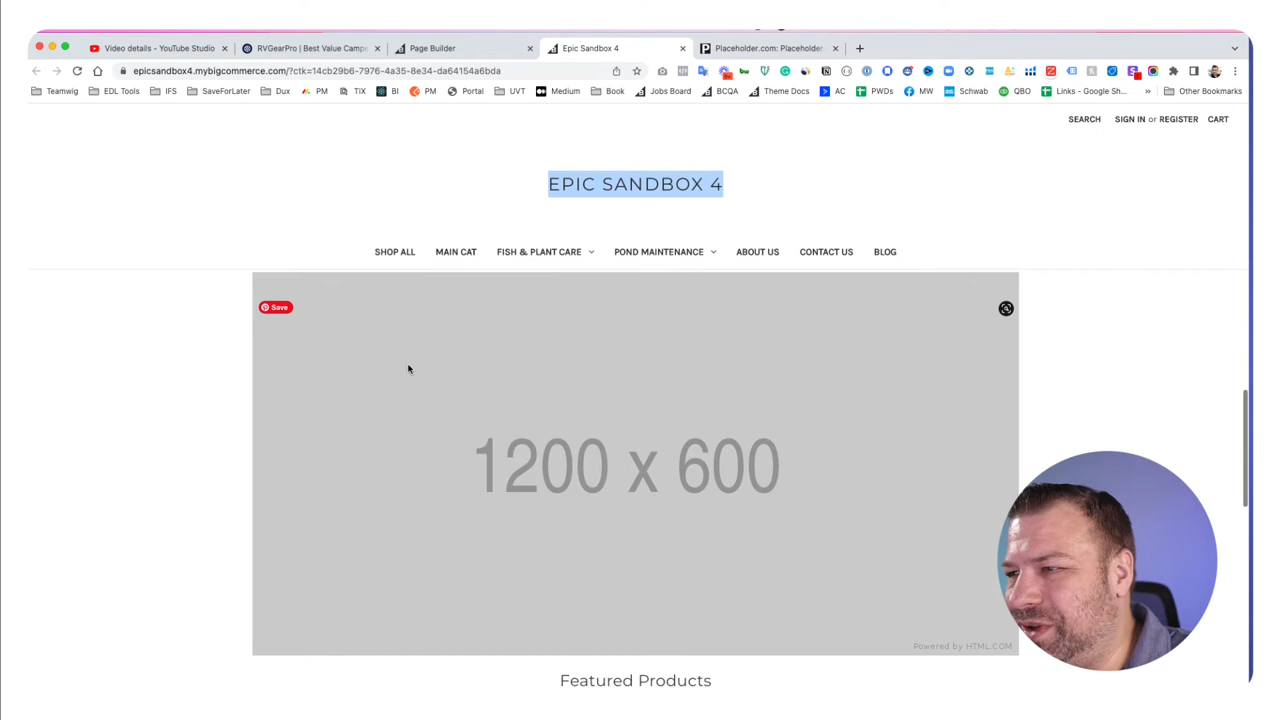 Video details - YouTube Studio
RVGearPro | Best Value Campe
Page Builder
Epic Sandbox 4
Placeholder.com: Placeholder
epicsandbox4.mybigcommerce.com/?ctk=14cb29b6-7976-4a35-8e34-da64154a6bda
Teamwig EDL Tools IFS SaveForLater Dux PM TIX BI PM Portal UVT Medium Book Jobs Board BCQA Theme Docs AC PWDs MW Schwab QBO Links - Google Sh... » Other Bookmarks
SEARCH SIGN IN or REGISTER CART
EPIC SANDBOX 4
SHOP ALL MAIN CAT FISH & PLANT CARE POND MAINTENANCE ABOUT US CONTACT US BLOG
Save
1200 x 600
Powered by HTML.COM
Featured Products